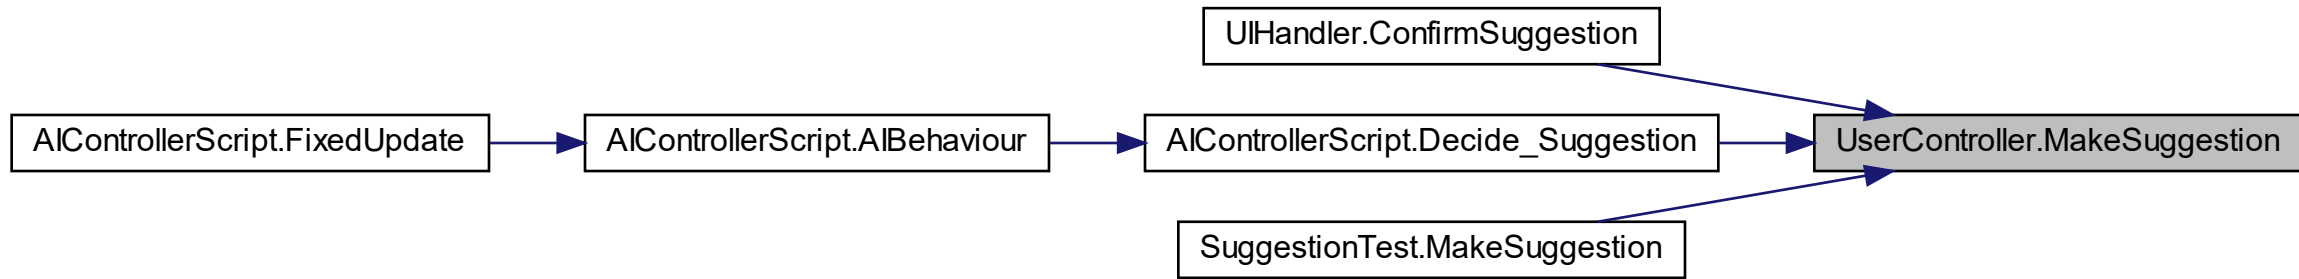 UIHandler.ConfirmSuggestion
AIControllerScript.FixedUpdate
AIControllerScript.AIBehaviour
AIControllerScript.Decide_Suggestion
UserController.MakeSuggestion
SuggestionTest.MakeSuggestion